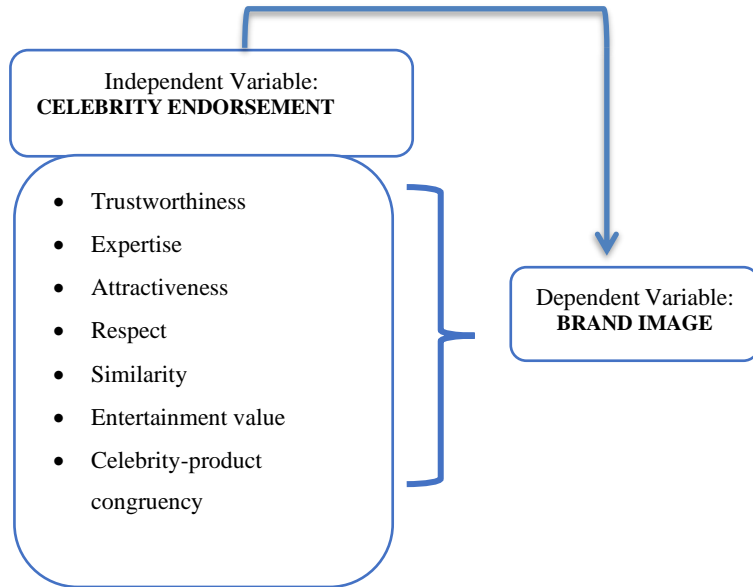 Independent Variable:
CELEBRITY ENDORSEMENT
• Trustworthiness
• Expertise
• Attractiveness
• Respect
• Similarity
• Entertainment value
• Celebrity-product
congruency
Dependent Variable:
BRAND IMAGE